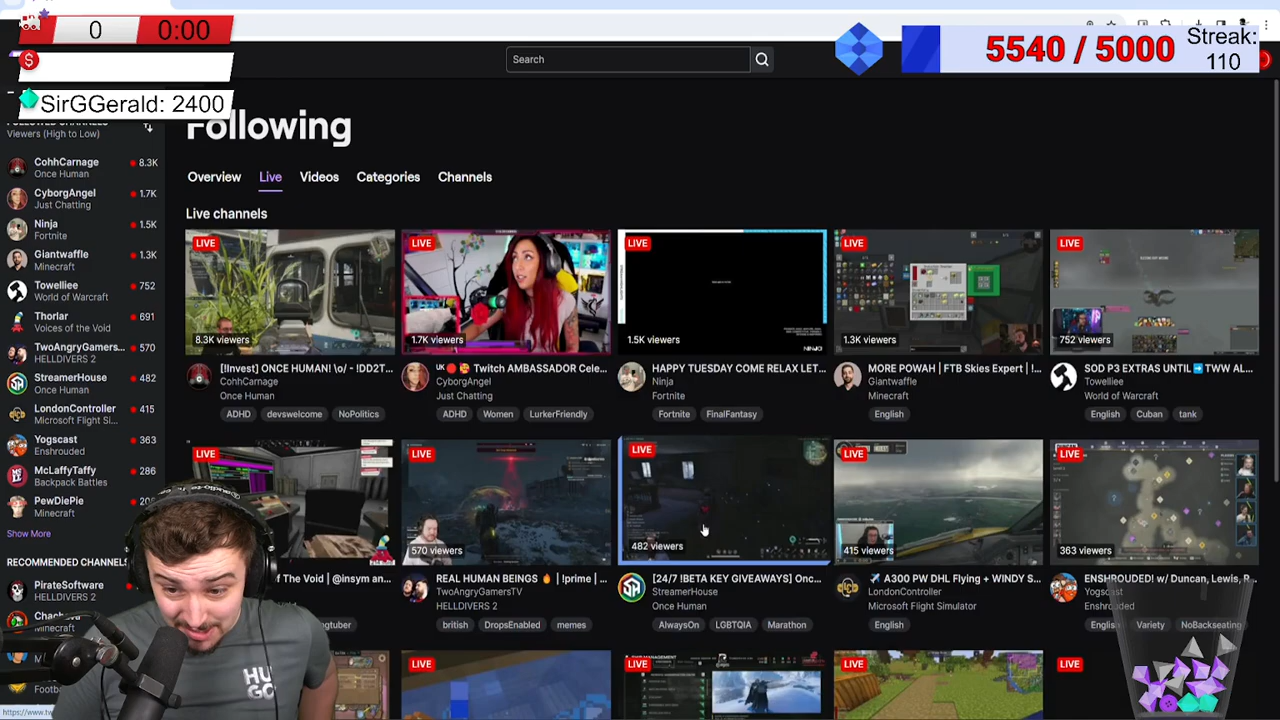 0
0:00
$
SirGGerald: 2400
Search
5540 / 5000
Streak:
110
Following
Overview
Live
Videos
Categories
Channels
Live channels
Viewers (High to Low)
CohhCarnage
8.3K
Once Human
CyborgAngel
1.7K
Just Chatting
Ninja
1.5K
Fortnite
Giantwaffle
1.3K
Minecraft
Towelliee
752
World of Warcraft
Thorlar
691
Voices of the Void
TwoAngryGamers...
570
HELLDIVERS 2
StreamerHouse
482
Once Human
LondonController
415
Microsoft Flight Si...
Yogscast
363
Enshrouded
McLaffyTaffy
286
Backpack Battles
PewDiePie
Minecraft
Show More
RECOMMENDED CHANNELS
PirateSoftware
HELLDIVERS 2
Minecraft
LIVE
8.3K viewers
[!Invest] ONCE HUMAN! \o/ - !DD2T...
CohhCarnage
Once Human
ADHD
devswelcome
NoPolitics
LIVE
1.7K viewers
Twitch AMBASSADOR Cele...
CyborgAngel
Just Chatting
ADHD
Women
LurkerFriendly
LIVE
1.5K viewers
HAPPY TUESDAY COME RELAX LET...
Ninja
Fortnite
Fortnite
FinalFantasy
LIVE
1.3K viewers
MORE POWAH | FTB Skies Expert | !...
Giantwaffle
Minecraft
English
LIVE
752 viewers
SOD P3 EXTRAS UNTIL ➡️ TWW AL...
Towelliee
World of Warcraft
English
Cuban
tank
LIVE
f The Void | @insym an...
LIVE
570 viewers
REAL HUMAN BEINGS 🔥 | !prime | ...
TwoAngryGamersTV
HELLDIVERS 2
british
DropsEnabled
memes
LIVE
482 viewers
[24/7 !BETA KEY GIVEAWAYS] Onc...
StreamerHouse
Once Human
AlwaysOn
LGBTQIA
Marathon
LIVE
415 viewers
✈️ A300 PW DHL Flying + WINDY S...
LondonController
Microsoft Flight Simulator
English
LIVE
363 viewers
ENSHROUDED! w/ Duncan, Lewis, R...
Yogscast
Enshrouded
English
Variety
NoBackseating
LIVE
LIVE
LIVE
LIVE
HU
GO